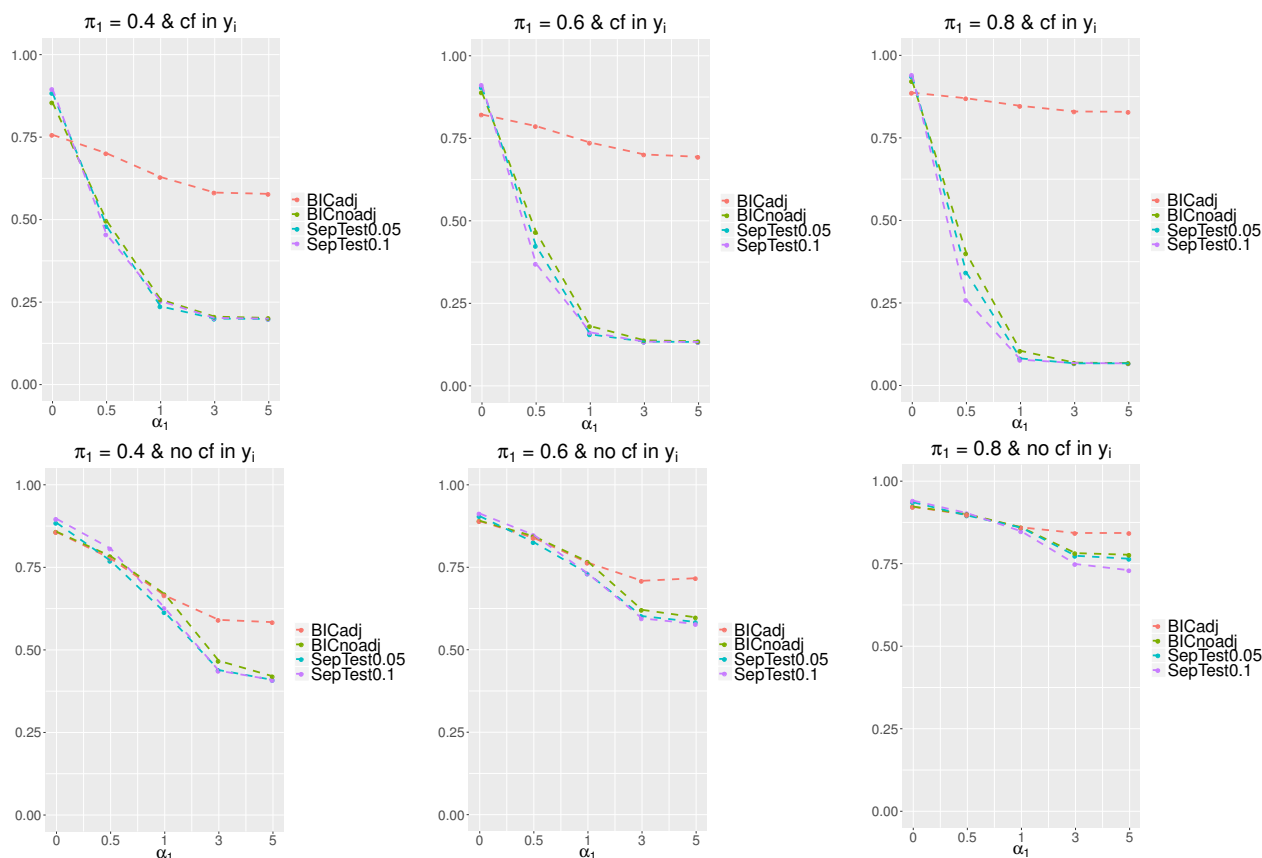 π₁ = 0.4 & cf in yᵢ
1.00
0.75
0.50
0.25
0.00
0 0.5 1 3 5
α₁
BICadj
BICnoadj
SepTest0.05
SepTest0.1
π₁ = 0.6 & cf in yᵢ
1.00
0.75
0.50
0.25
0.00
0 0.5 1 3 5
α₁
BICadj
BICnoadj
SepTest0.05
SepTest0.1
π₁ = 0.8 & cf in yᵢ
1.00
0.75
0.50
0.25
0.00
0 0.5 1 3 5
α₁
BICadj
BICnoadj
SepTest0.05
SepTest0.1
π₁ = 0.4 & no cf in yᵢ
1.00
0.75
0.50
0.25
0.00
0 0.5 1 3 5
α₁
BICadj
BICnoadj
SepTest0.05
SepTest0.1
π₁ = 0.6 & no cf in yᵢ
1.00
0.75
0.50
0.25
0.00
0 0.5 1 3 5
α₁
BICadj
BICnoadj
SepTest0.05
SepTest0.1
π₁ = 0.8 & no cf in yᵢ
1.00
0.75
0.50
0.25
0.00
0 0.5 1 3 5
α₁
BICadj
BICnoadj
SepTest0.05
SepTest0.1